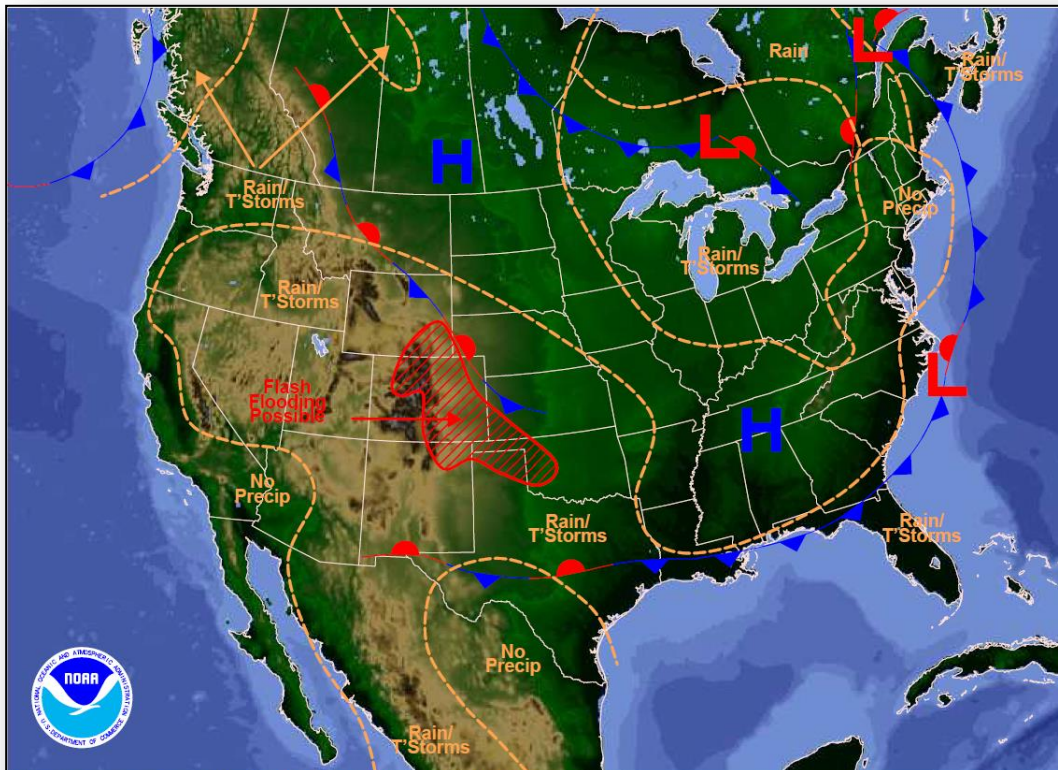 L
Rain
Rain/
T'Storms
L
H
Rain/
T'Storms
No
Precip
Rain/
T'Storms
Rain/
T'Storms
Flash
Flooding
Possible
L
H
No
Precip
Rain/
T'Storms
Rain/
T'Storms
No
Precip
Rain/
T'Storms
NATIONAL OCEANIC AND ATMOSPHERIC ADMINISTRATION
NOAA
U.S. DEPARTMENT OF COMMERCE